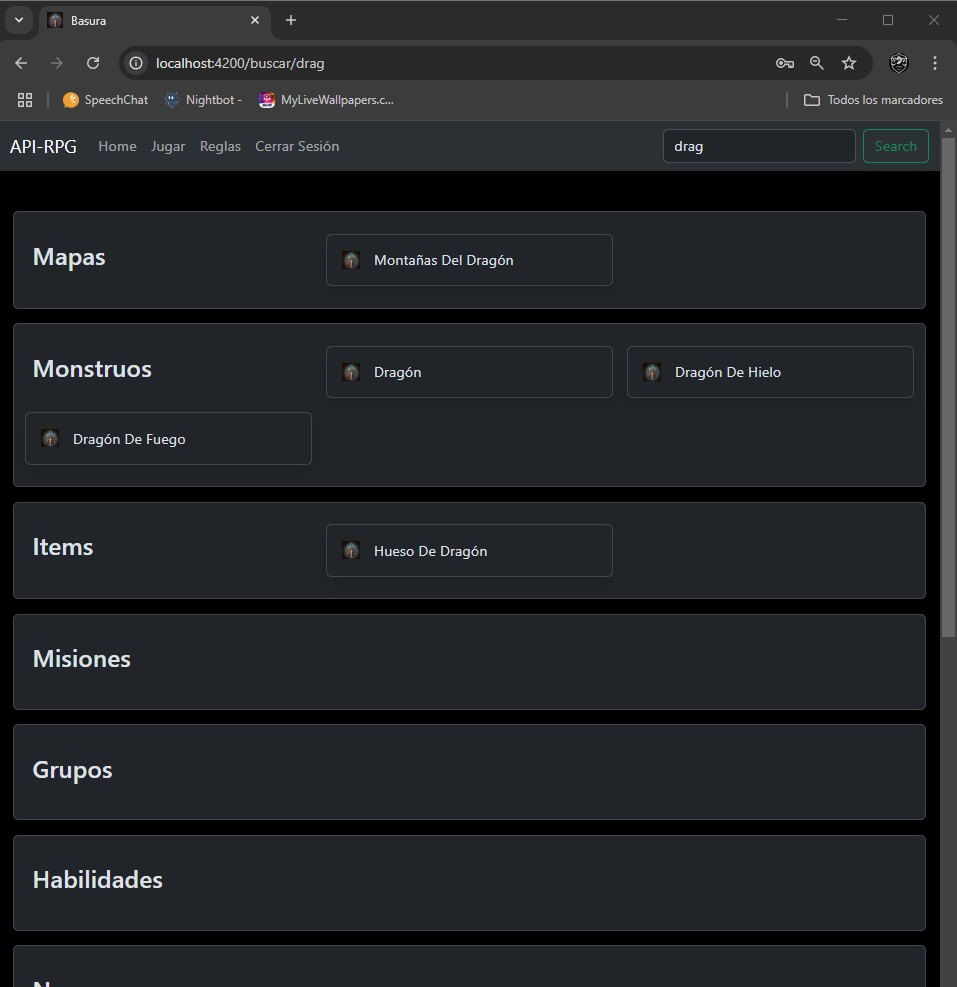 Basura
localhost:4200/buscar/drag
SpeechChat
Nightbot -
MyLiveWallpapers.c...
Todos los marcadores
API-RPG Home Jugar Reglas Cerrar Sesión drag Search
Mapas Montañas Del Dragón
Monstruos Dragón Dragón De Hielo
Dragón De Fuego
Items Hueso De Dragón
Misiones
Grupos
Habilidades